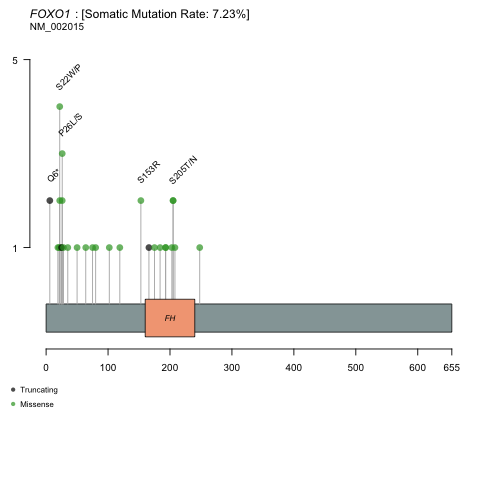 FOXO1 : [Somatic Mutation Rate: 7.23%]
NM_002015
5
S22W/P
P26L/S
Q6*
S153R
S205T/N
1
FH
0 100 200 300 400 500 600 655
Truncating
Missense